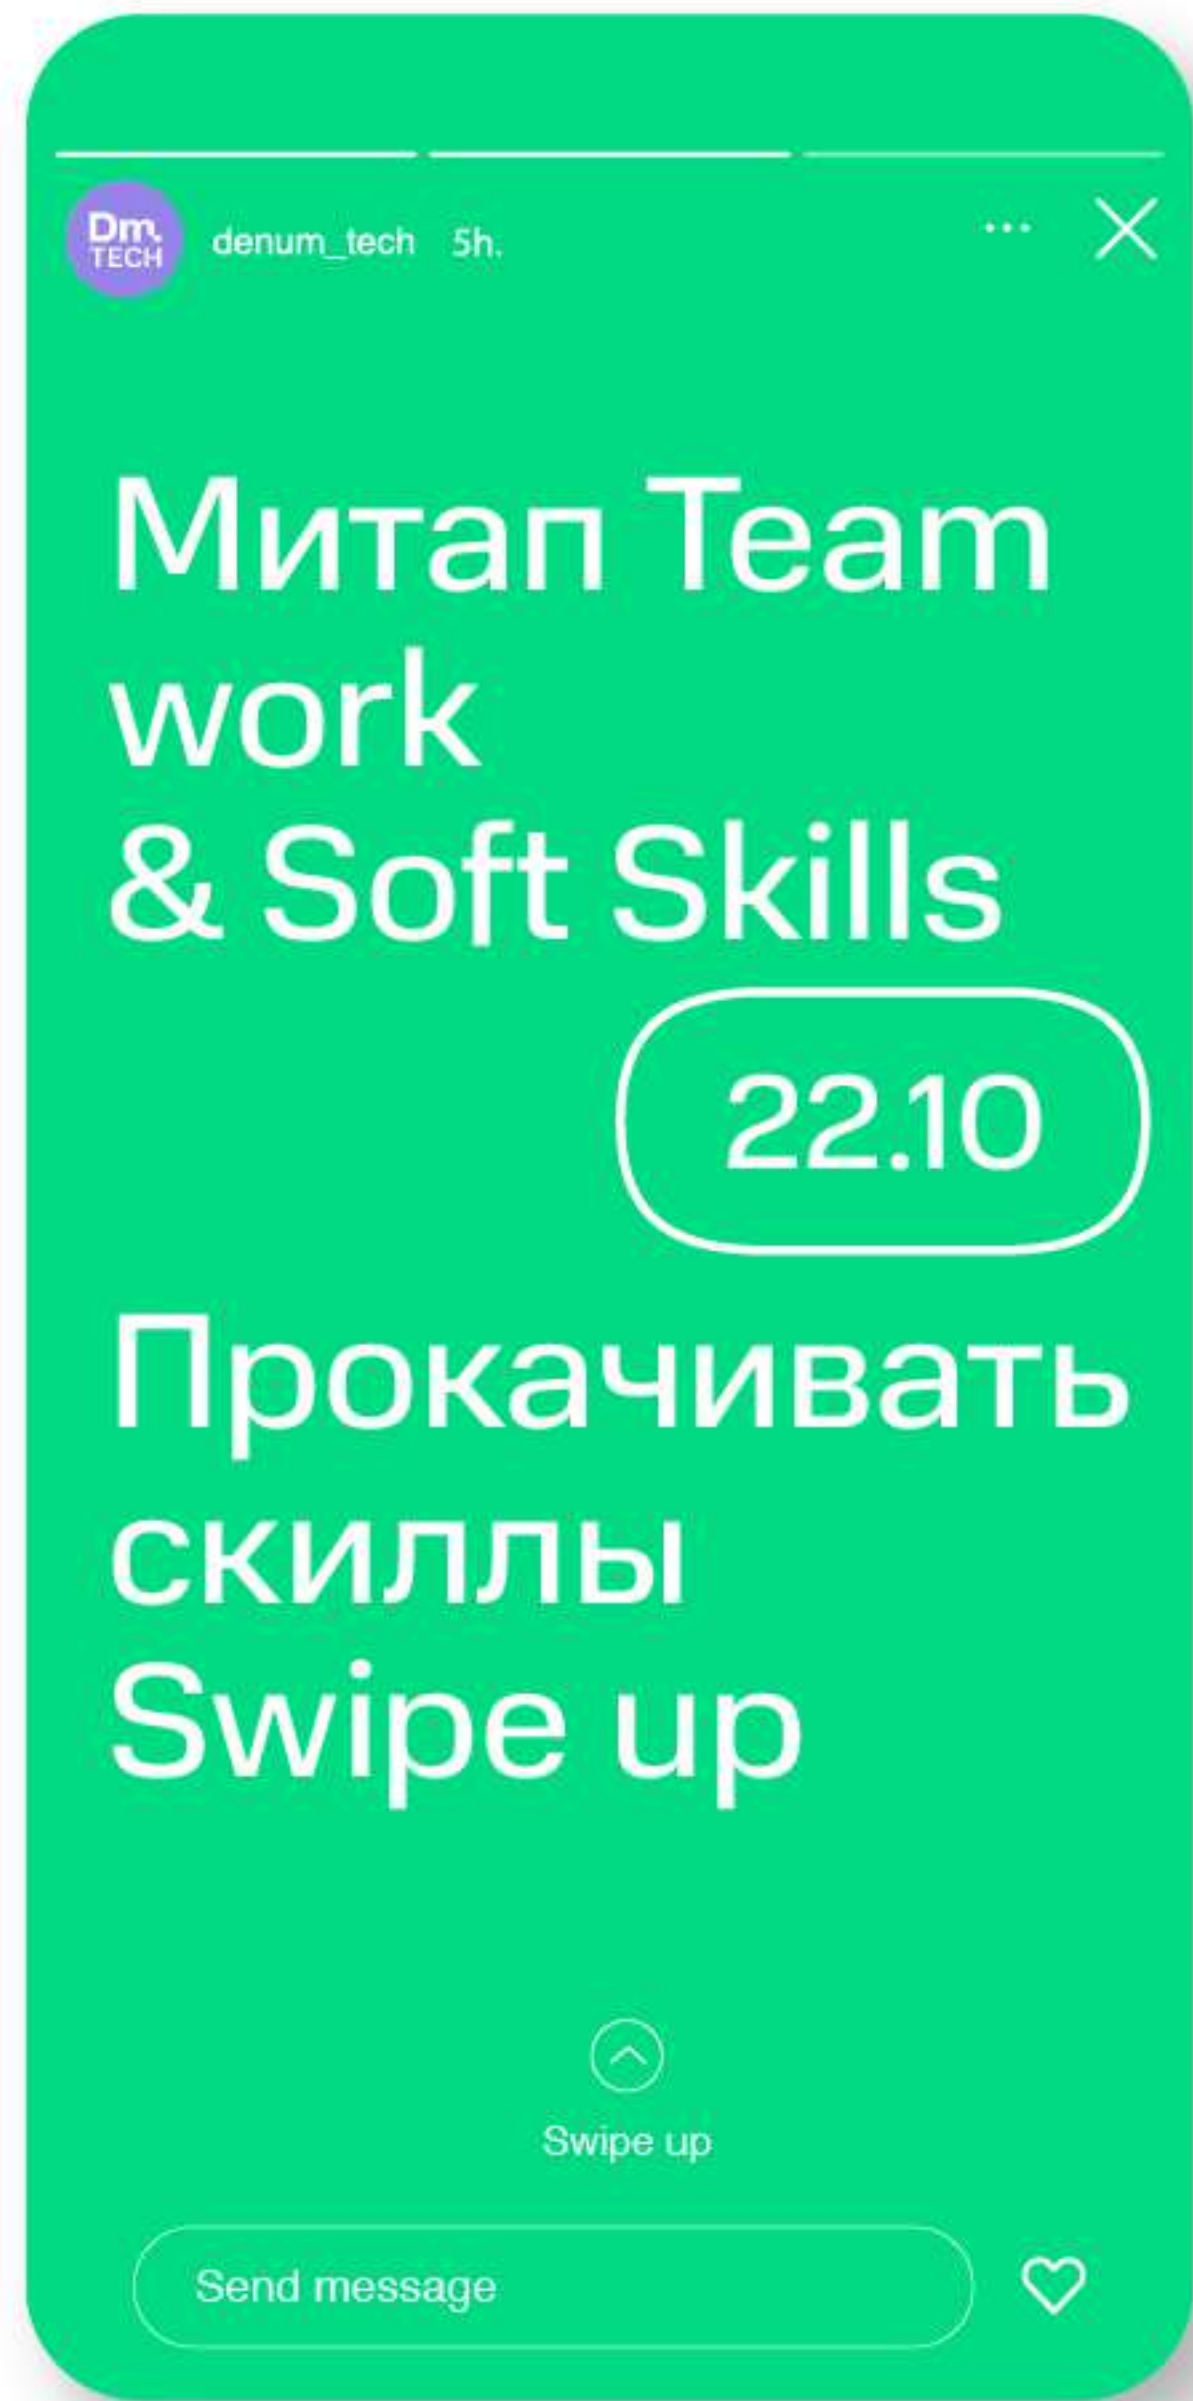 Dm.
TECH
denum_tech 5h.
Митап Team
work
& Soft Skills
22.10
Прокачивать
скиллы
Swipe up
Swipe up
Send message